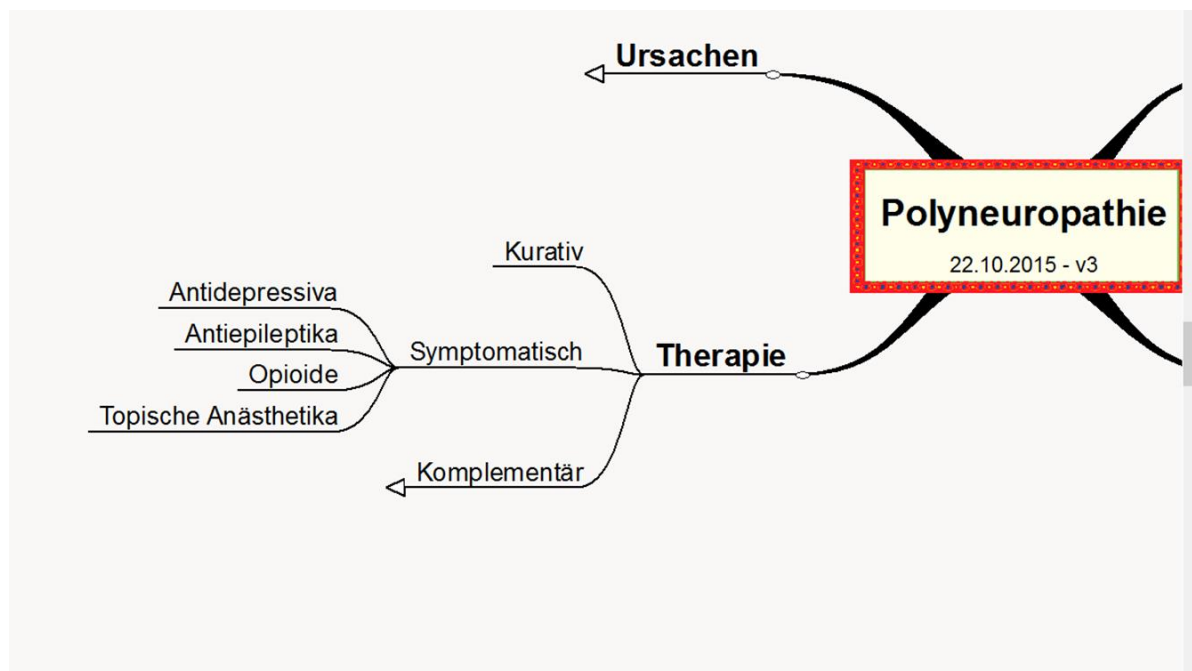 Ursachen
Polyneuropathie
22.10.2015 - v3
Therapie
Kurativ
Symptomatisch
Antidepressiva
Antiepileptika
Opioide
Topische Anästhetika
Komplementär